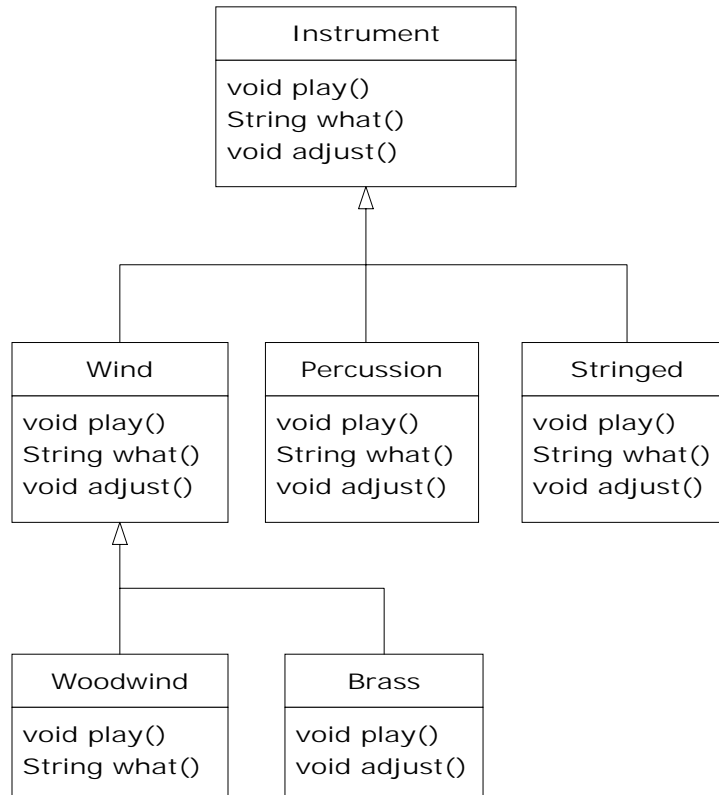 Instrument
void play()
String what()
void adjust()
Wind
void play()
String what()
void adjust()
Percussion
void play()
String what()
void adjust()
Stringed
void play()
String what()
void adjust()
Woodwind
void play()
String what()
Brass
void play()
void adjust()